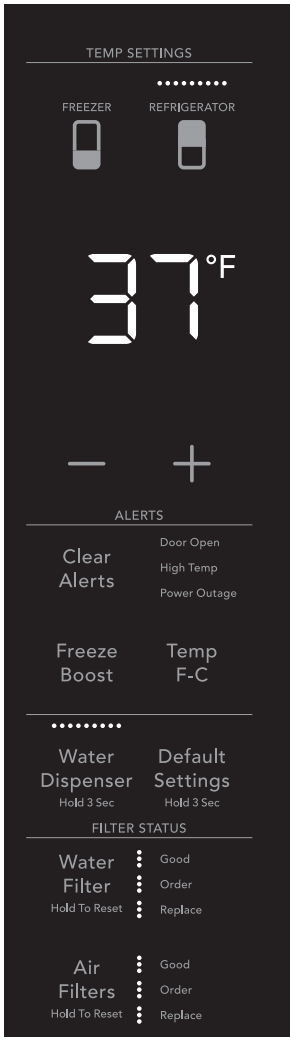 TEMP SETTINGS
FREEZER REFRIGERATOR
37°F
− +
ALERTS
Clear Alerts
Door Open
High Temp
Power Outage
Freeze Boost
Temp F-C
Water Dispenser
Hold 3 Sec
Default Settings
Hold 3 Sec
FILTER STATUS
Water Filter
Hold To Reset
Good
Order
Replace
Air Filters
Hold To Reset
Good
Order
Replace